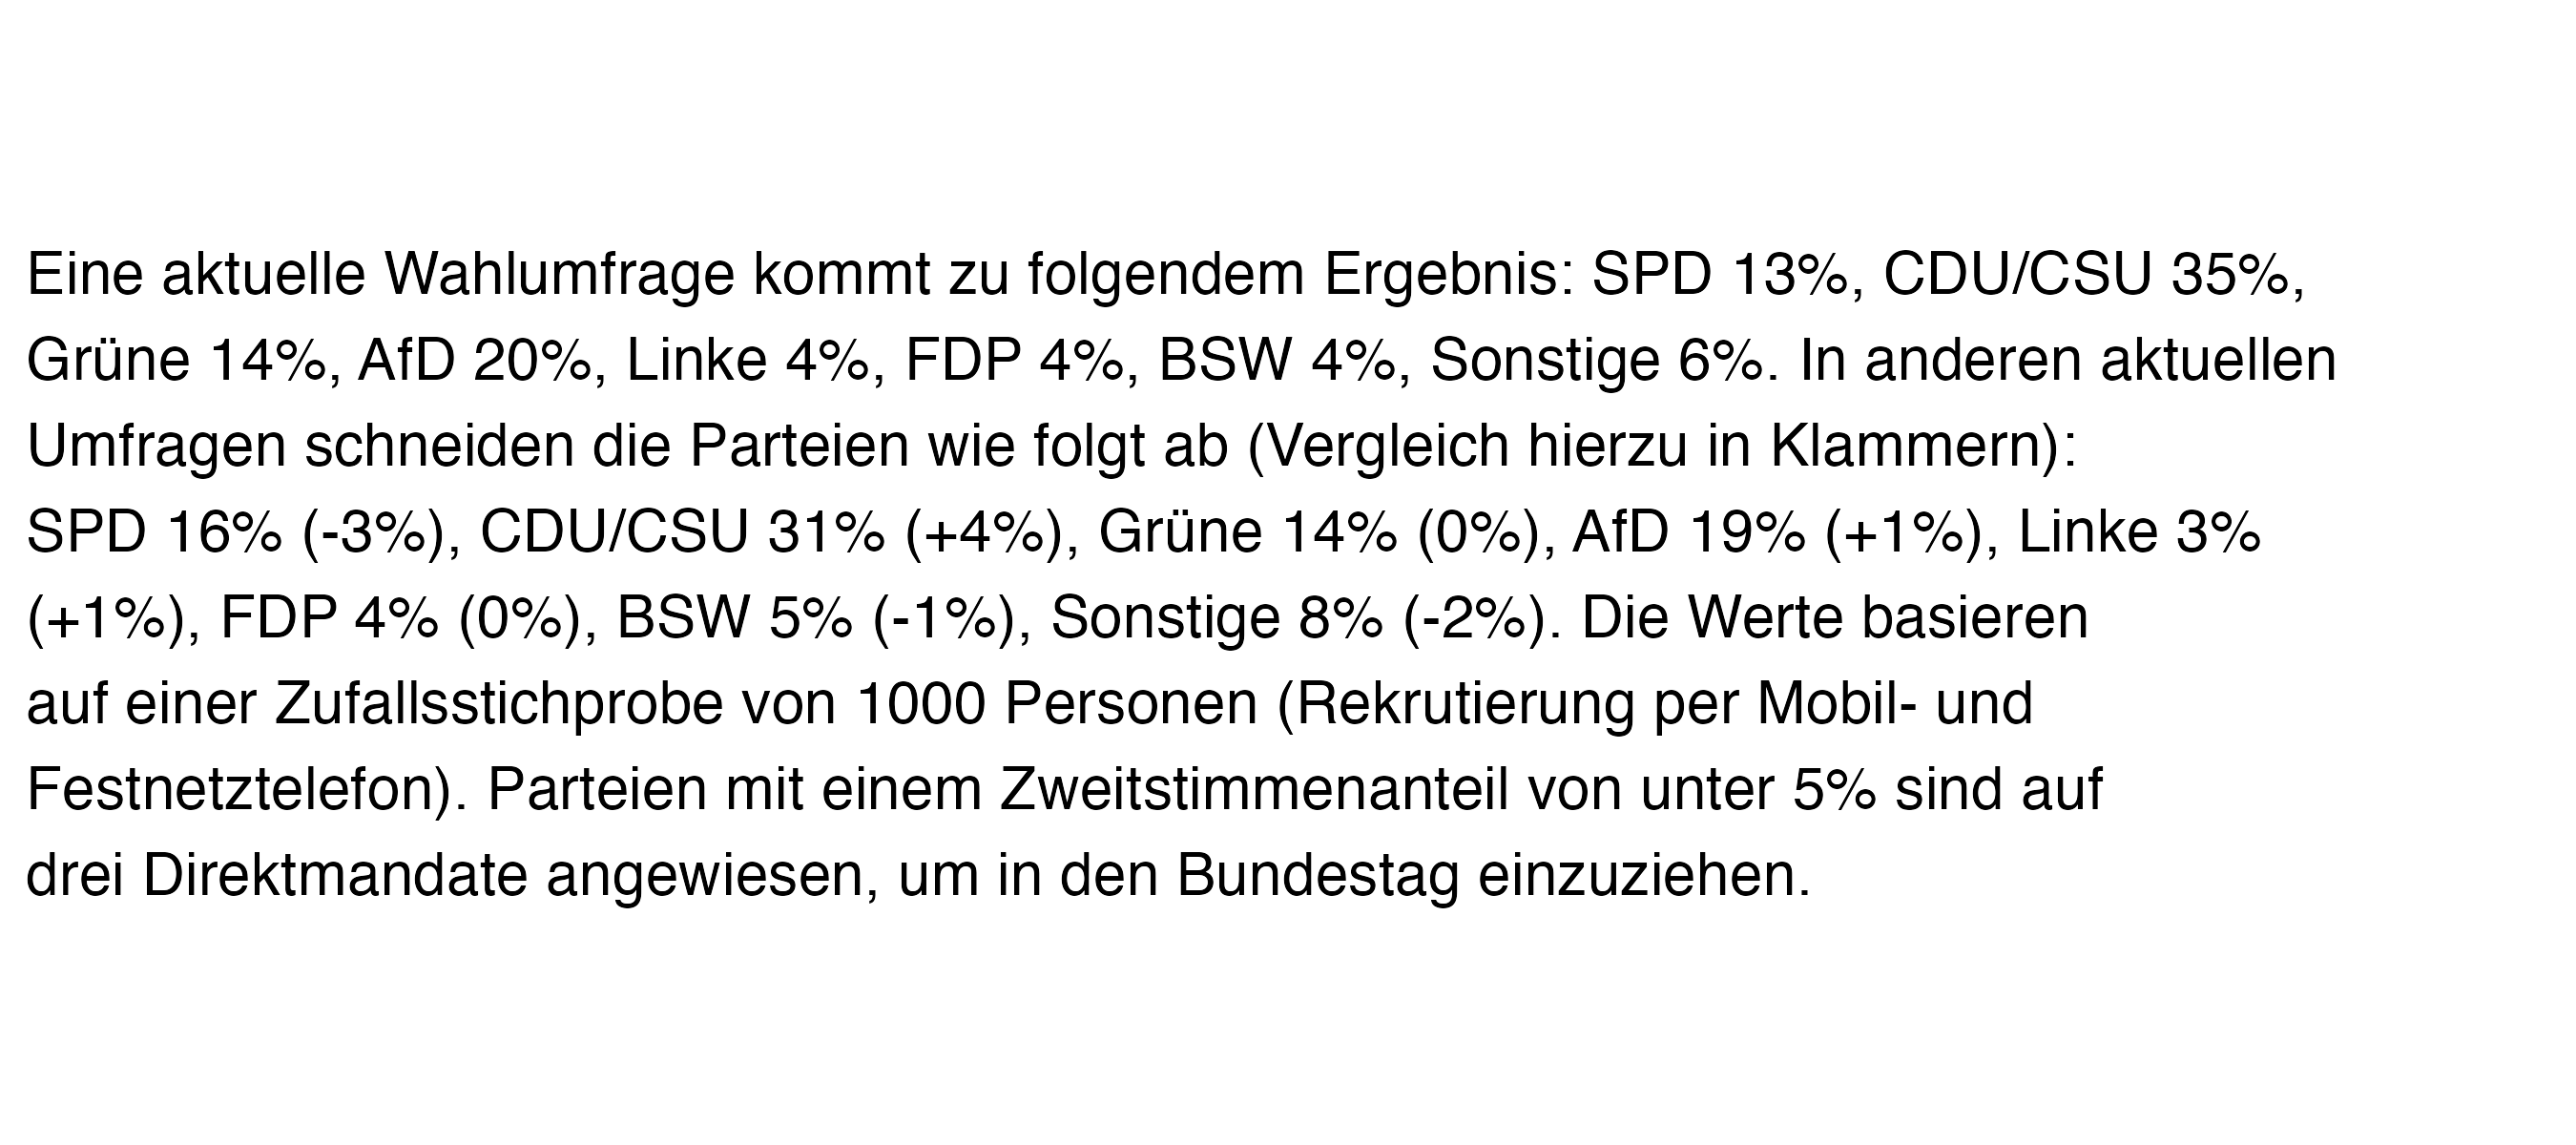 Eine aktuelle Wahlumfrage kommt zu folgendem Ergebnis: SPD 13%, CDU/CSU 35%,
Grüne 14%, AfD 20%, Linke 4%, FDP 4%, BSW 4%, Sonstige 6%. In anderen aktuellen
Umfragen schneiden die Parteien wie folgt ab (Vergleich hierzu in Klammern):
SPD 16% (-3%), CDU/CSU 31% (+4%), Grüne 14% (0%), AfD 19% (+1%), Linke 3%
(+1%), FDP 4% (0%), BSW 5% (-1%), Sonstige 8% (-2%). Die Werte basieren
auf einer Zufallsstichprobe von 1000 Personen (Rekrutierung per Mobil- und
Festnetztelefon). Parteien mit einem Zweitstimmenanteil von unter 5% sind auf
drei Direktmandate angewiesen, um in den Bundestag einzuziehen.